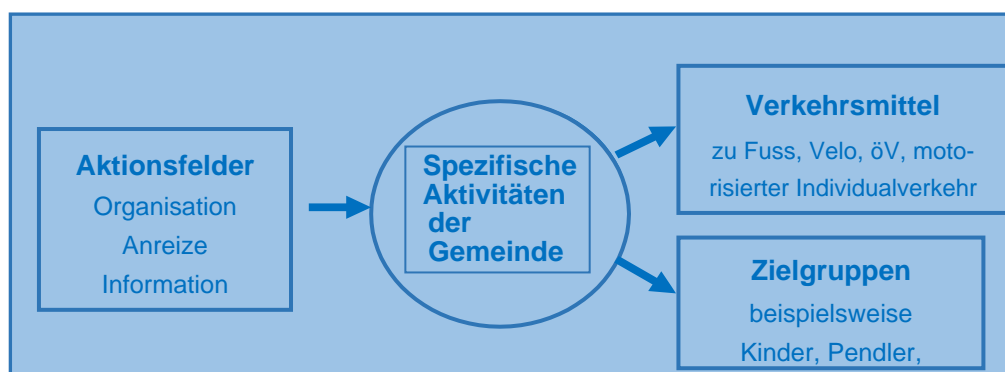 Aktionsfelder
Organisation
Anreize
Information
Spezifische
Aktivitäten
der
Gemeinde
Verkehrsmittel
zu Fuss, Velo, öV, moto-
risierter Individualverkehr
Zielgruppen
beispielsweise
Kinder, Pendler,